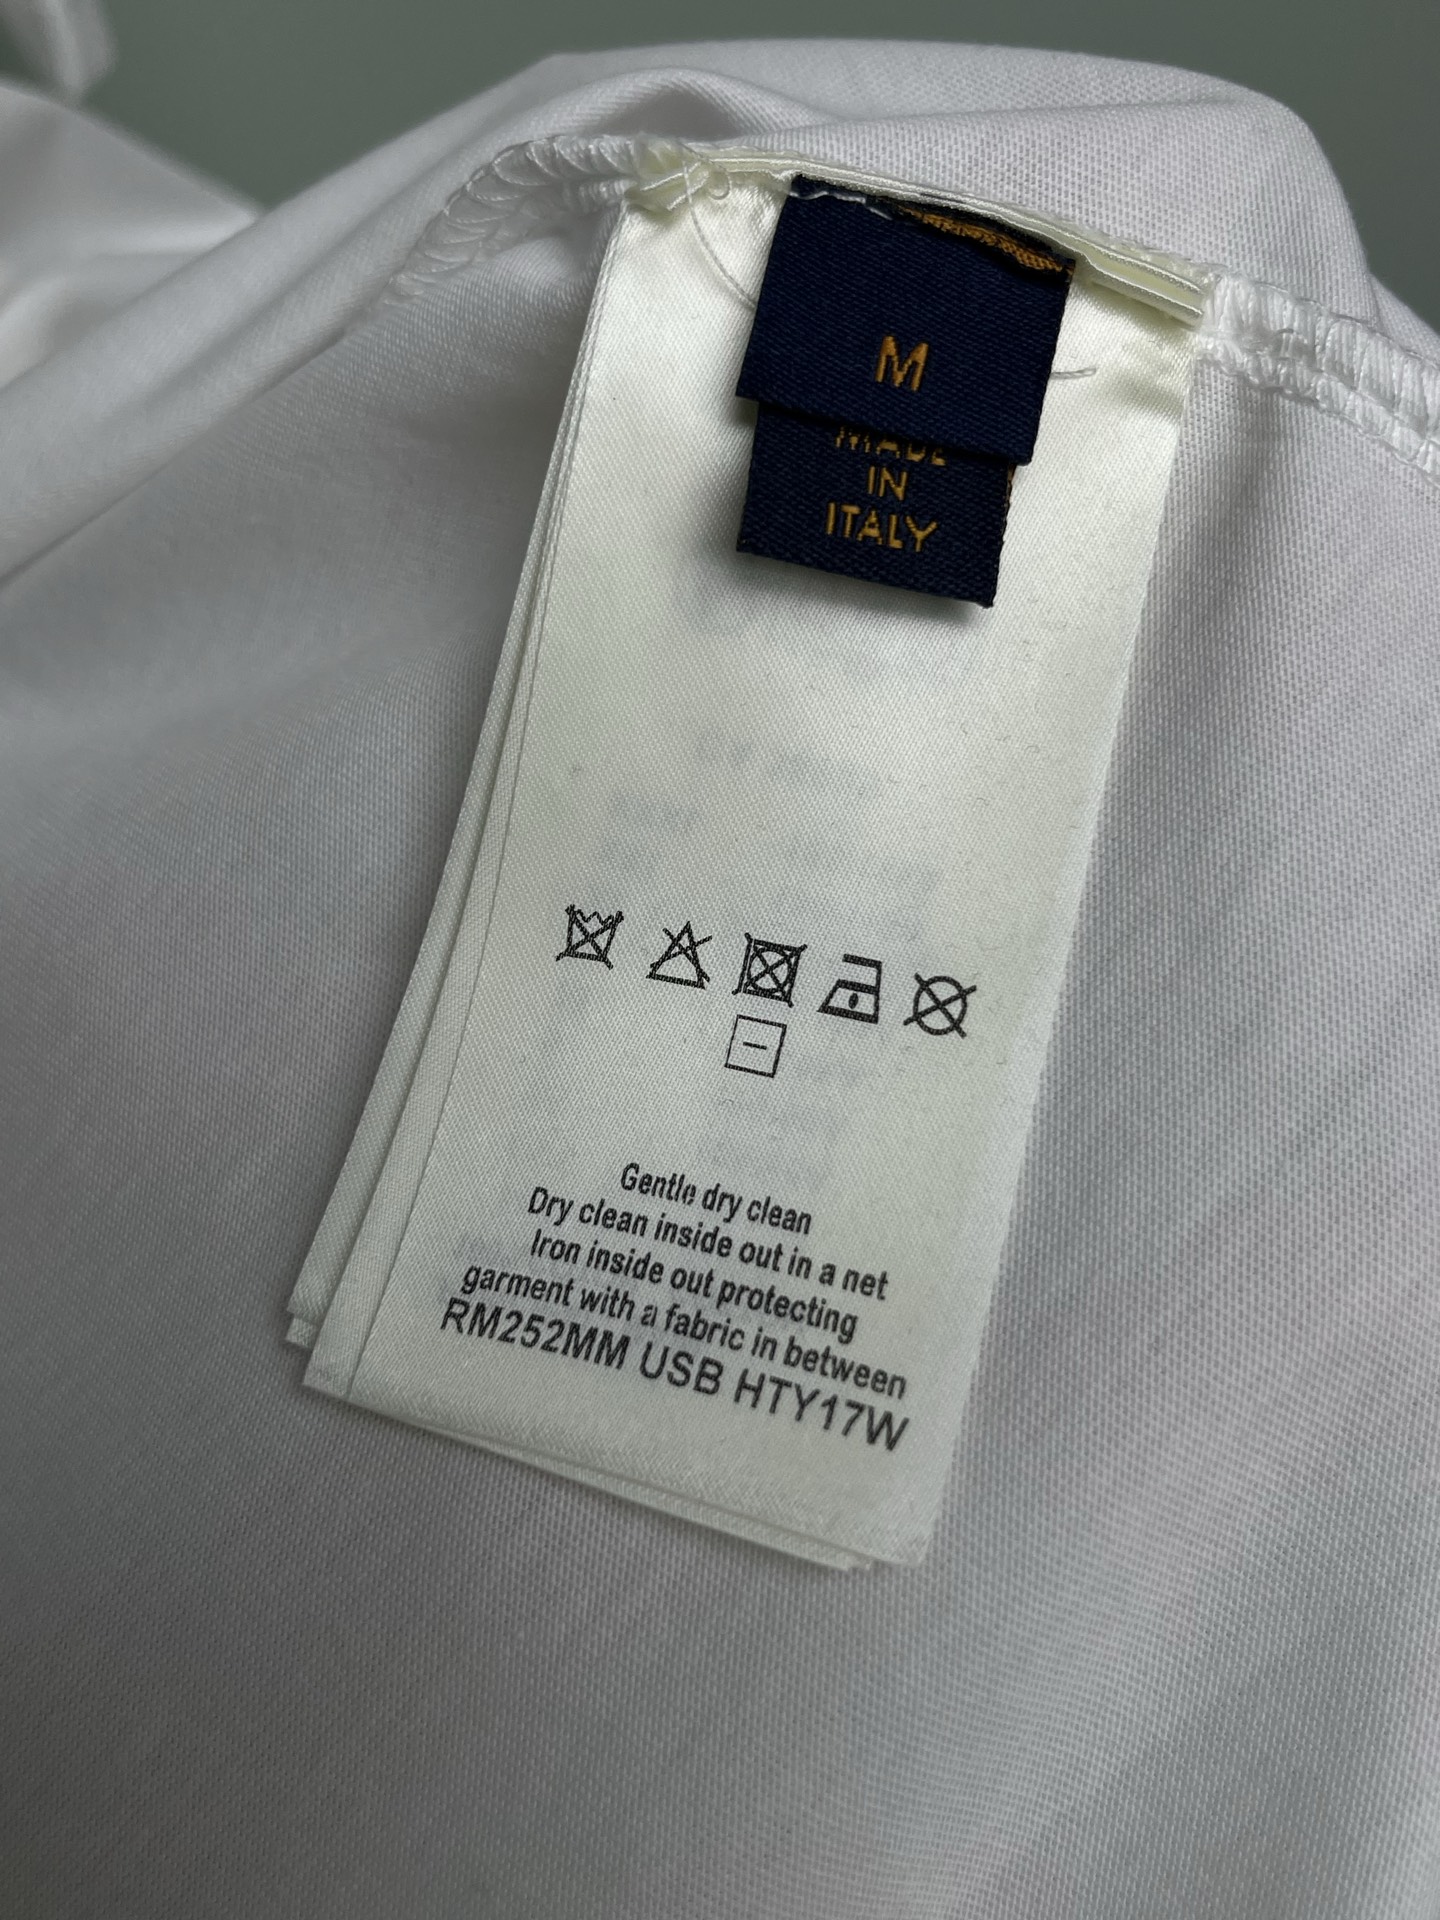 M
MADE
IN
ITALY
Gentle dry clean
Dry clean inside out in a net
Iron inside out protecting
garment with a fabric in between
RM252MM USB HTY17W